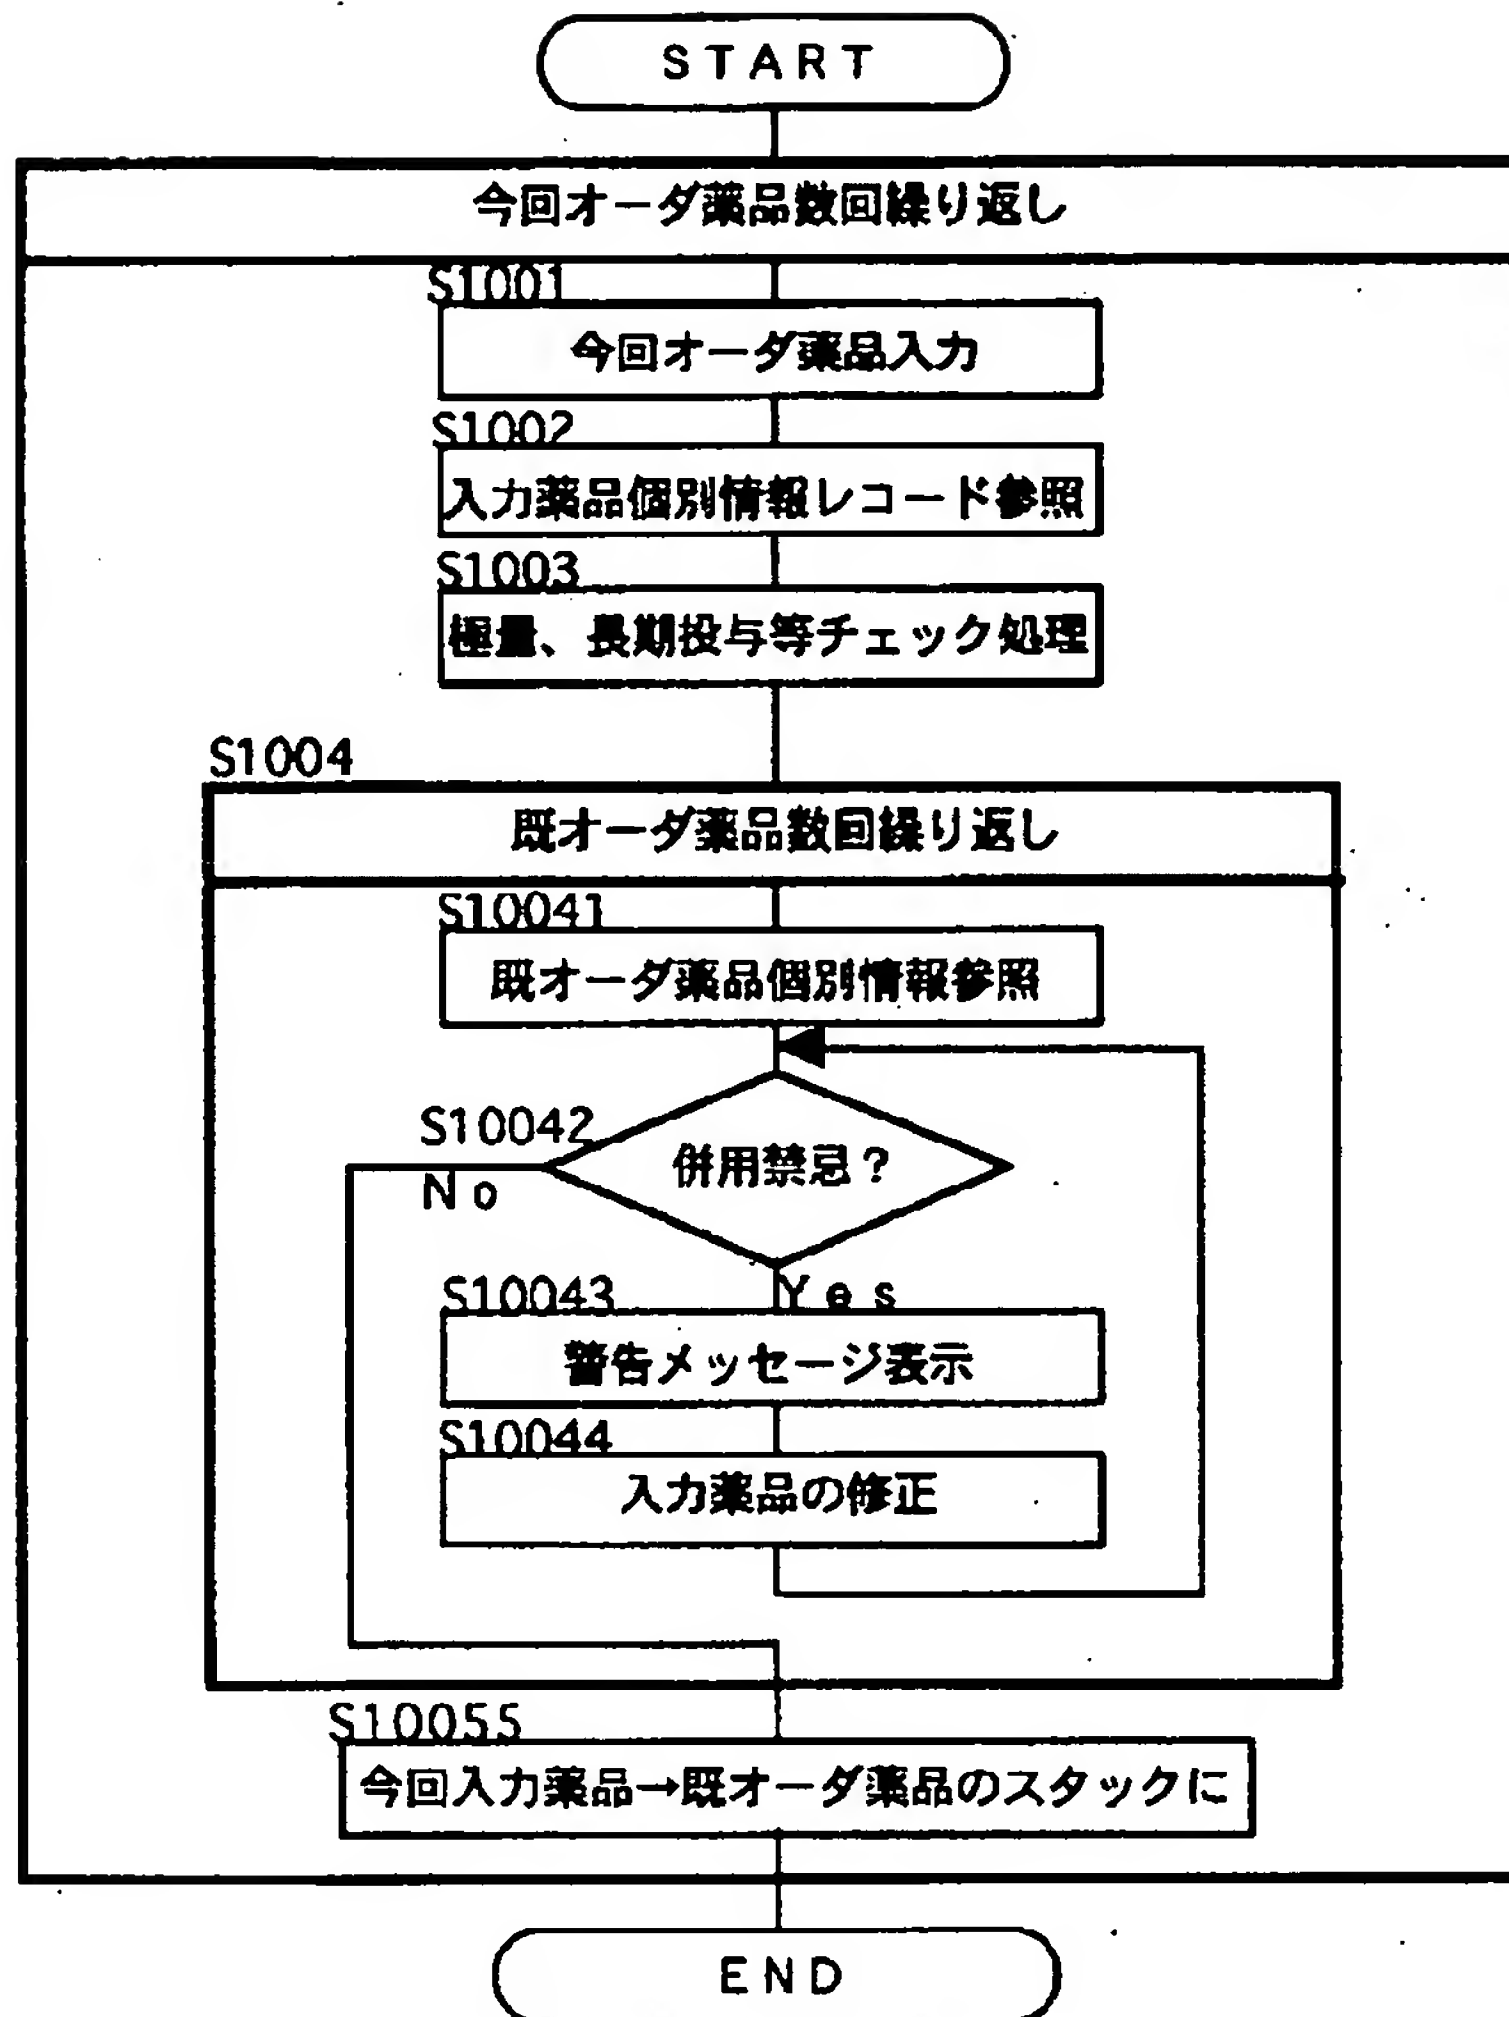 START
今回オーダ薬品数回繰り返し
S1001
今回オーダ薬品入力
S1002
入力薬品個別情報レコード参照
S1003
極量、長期投与等チェック処理
S1004
既オーダ薬品数回繰り返し
S10041
既オーダ薬品個別情報参照
S10042
併用禁忌?
No
Yes
S10043
警告メッセージ表示
S10044
入力薬品の修正
S10055
今回入力薬品→既オーダ薬品のスタックに
END